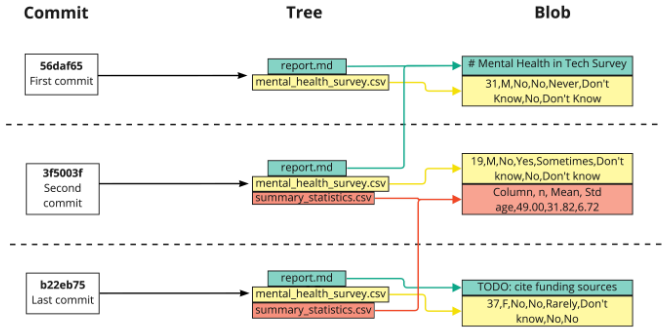 Commit Tree Blob
56daf65
First commit
report.md
mental_health_survey.csv
# Mental Health in Tech Survey
31,M,No,No,Never,Don't
Know,No,Don't Know
3f5003f
Second
commit
report.md
mental_health_survey.csv
summary_statistics.csv
19,M,No,Yes,Sometimes,Don't
know,No,Don't know
Column, n, Mean, Std
age,49.00,31.82,6.72
b22eb75
Last commit
report.md
mental_health_survey.csv
summary_statistics.csv
TODO: cite funding sources
37,F,No,No,Rarely,Don't
know,No,No